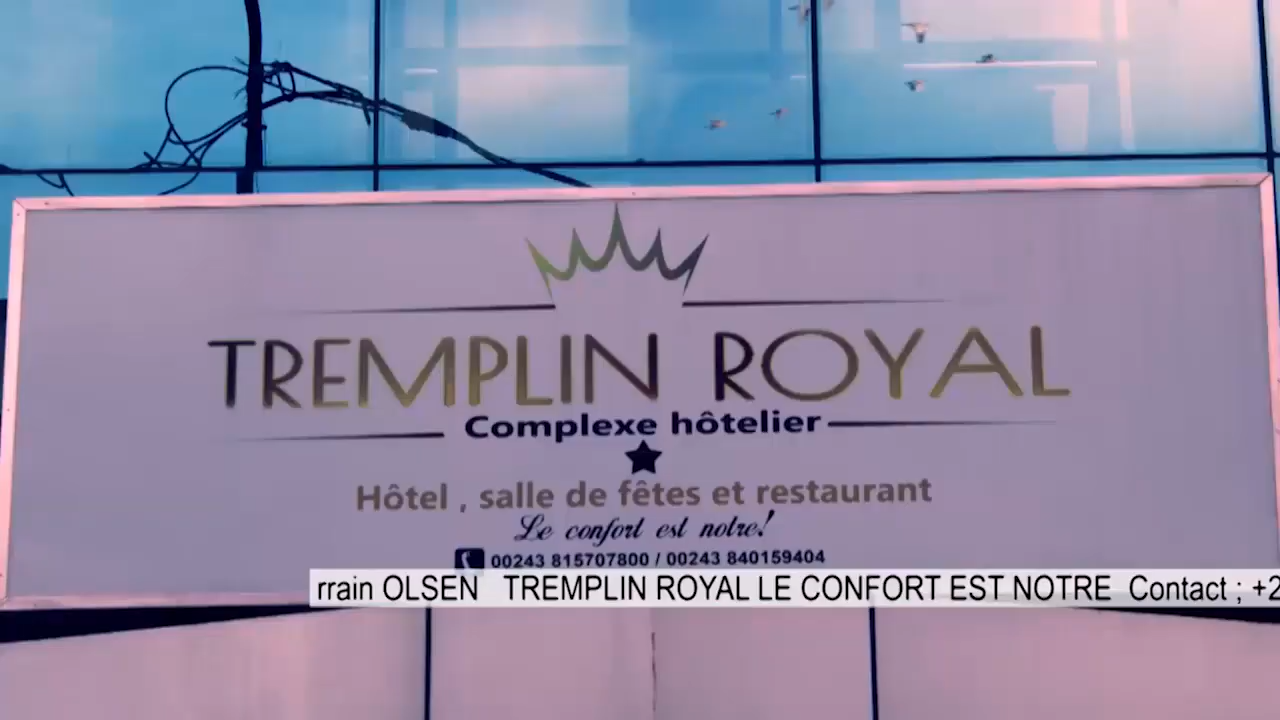 TREMPLIN ROYAL
Complexe hôtelier
Hôtel , salle de fêtes et restaurant
Le confort est notre!
00243 815707800 / 00243 840159404
rrain OLSEN TREMPLIN ROYAL LE CONFORT EST NOTRE Contact ; +2